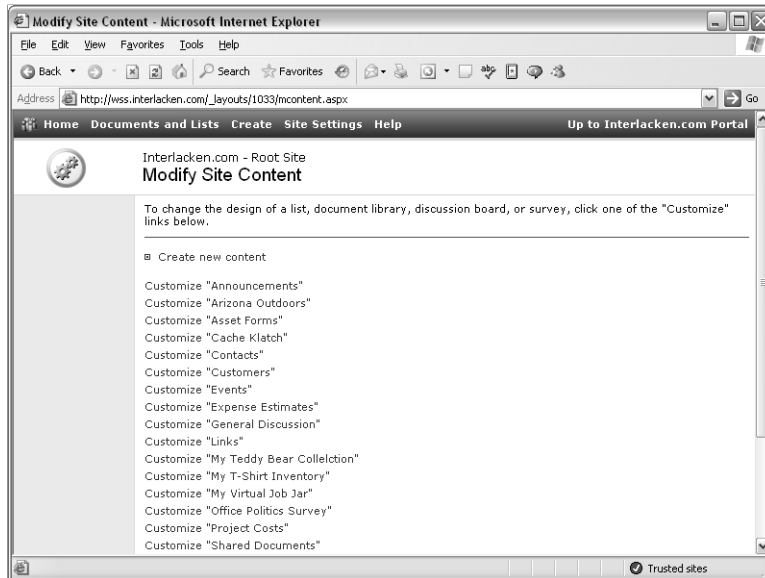 Modify Site Content - Microsoft Internet Explorer
File Edit View Favorites Tools Help
Back Search Favorites
Address http://wss.interlacken.com/_layouts/1033/mcontent.aspx Go
Home Documents and Lists Create Site Settings Help Up to Interlacken.com Portal
Interlacken.com - Root Site
Modify Site Content
To change the design of a list, document library, discussion board, or survey, click one of the "Customize"
links below.
Create new content
Customize "Announcements"
Customize "Arizona Outdoors"
Customize "Asset Forms"
Customize "Cache Klatch"
Customize "Contacts"
Customize "Customers"
Customize "Events"
Customize "Expense Estimates"
Customize "General Discussion"
Customize "Links"
Customize "My Teddy Bear Collelction"
Customize "My T-Shirt Inventory"
Customize "My Virtual Job Jar"
Customize "Office Politics Survey"
Customize "Project Costs"
Customize "Shared Documents"
Trusted sites